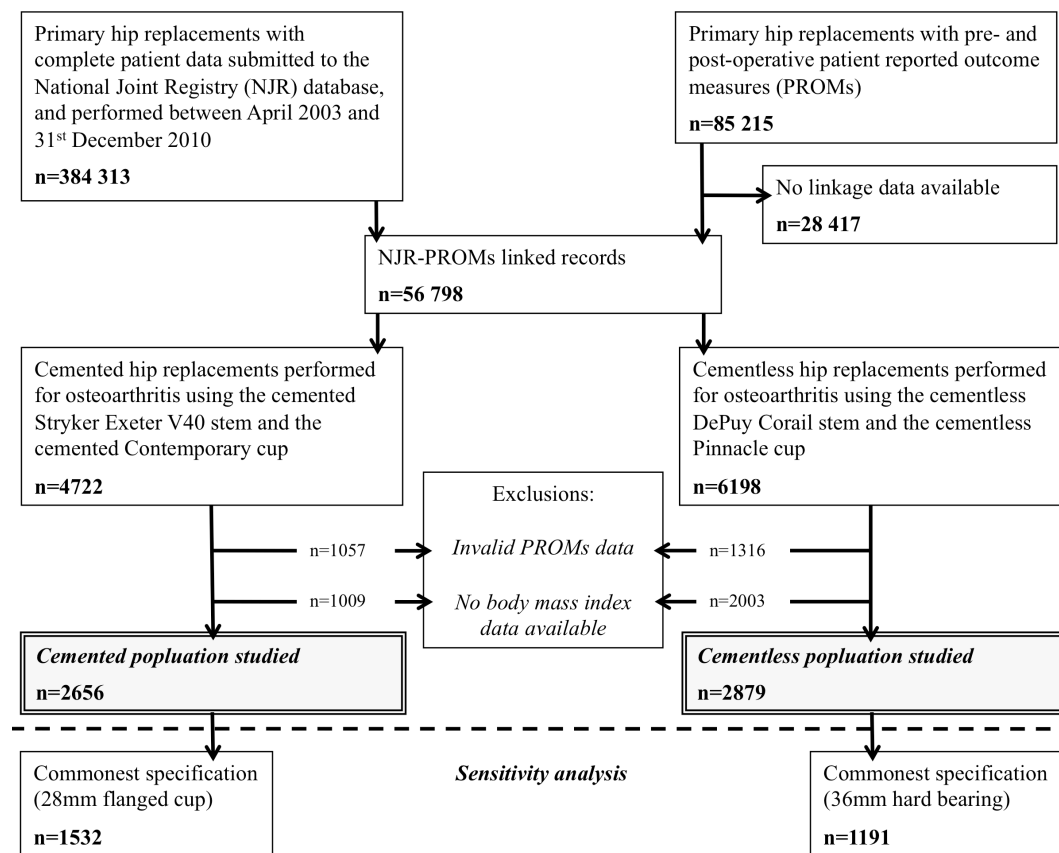 Primary hip replacements with
complete patient data submitted to the
National Joint Registry (NJR) database,
and performed between April 2003 and
31st December 2010
n=384 313
Primary hip replacements with pre- and
post-operative patient reported outcome
measures (PROMs)
n=85 215
No linkage data available
n=28 417
NJR-PROMs linked records
n=56 798
Cemented hip replacements performed
for osteoarthritis using the cemented
Stryker Exeter V40 stem and the
cemented Contemporary cup
n=4722
Cementless hip replacements performed
for osteoarthritis using the cementless
DePuy Corail stem and the cementless
Pinnacle cup
n=6198
Exclusions:
n=1057
Invalid PROMs data
n=1316
n=1009
No body mass index
data available
n=2003
Cemented popluation studied
n=2656
Cementless popluation studied
n=2879
Commonest specification
(28mm flanged cup)
n=1532
Sensitivity analysis
Commonest specification
(36mm hard bearing)
n=1191